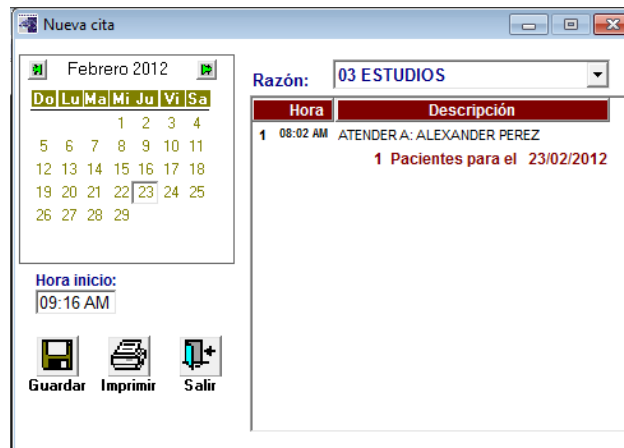 Nueva cita
Febrero 2012
Do Lu Ma Mi Ju Vi Sa
1 2 3 4
5 6 7 8 9 10 11
12 13 14 15 16 17 18
19 20 21 22 23 24 25
26 27 28 29
Hora inicio:
09:16 AM
Guardar Imprimir Salir
Razón: 03 ESTUDIOS
Hora Descripción
1 08:02 AM ATENDER A: ALEXANDER PEREZ
1 Pacientes para el 23/02/2012